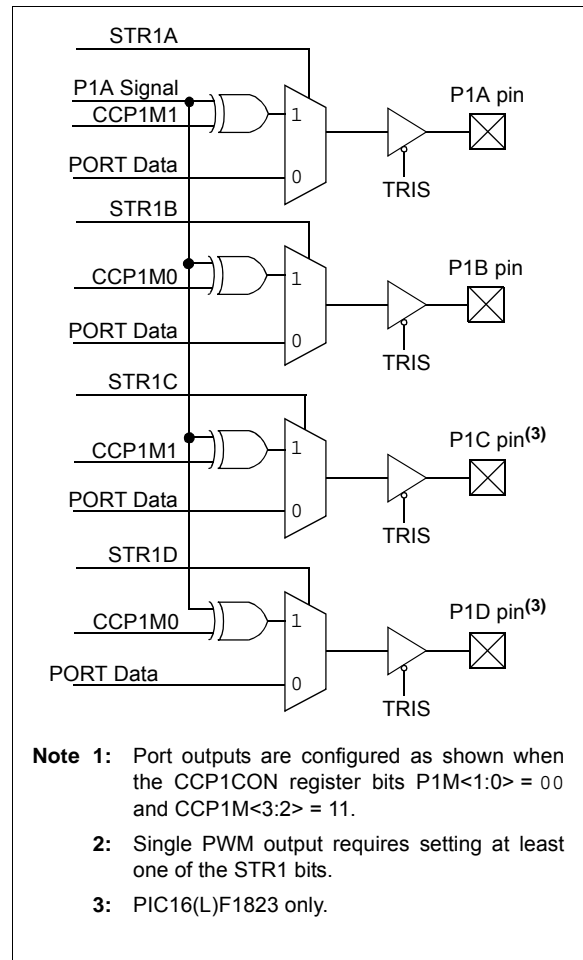 STR1A
P1A Signal
CCP1M1
1
P1A pin
PORT Data
0
TRIS
STR1B
CCP1M0
1
P1B pin
PORT Data
0
TRIS
STR1C
CCP1M1
1
P1C pin(3)
PORT Data
0
TRIS
STR1D
CCP1M0
1
P1D pin(3)
PORT Data
0
TRIS
Note 1: Port outputs are configured as shown when
the CCP1CON register bits P1M<1:0> = 00
and CCP1M<3:2> = 11.
2: Single PWM output requires setting at least
one of the STR1 bits.
3: PIC16(L)F1823 only.